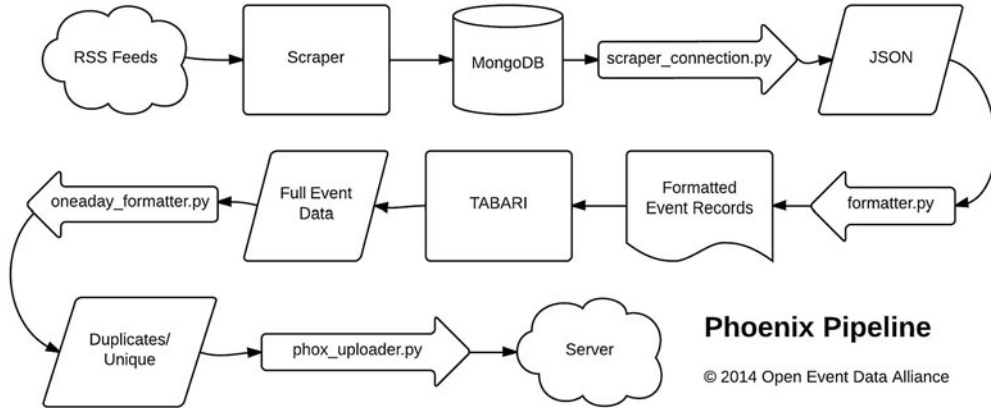 RSS Feeds
Scraper
MongoDB
scraper_connection.py
JSON
formatter.py
Formatted
Event Records
TABARI
Full Event
Data
oneaday_formatter.py
Duplicates/
Unique
phox_uploader.py
Server
Phoenix Pipeline
© 2014 Open Event Data Alliance